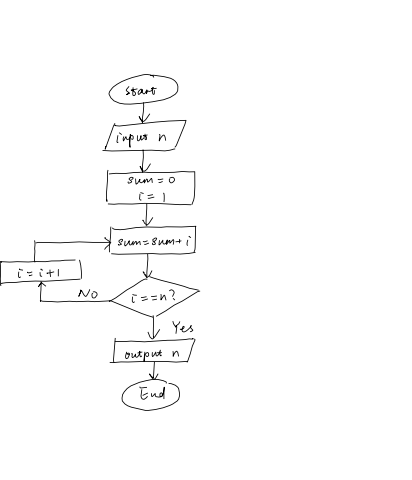 Start
input n
sum = 0
i = 1
sum = sum + i
i = i + 1
i == n?
No
Yes
output n
End